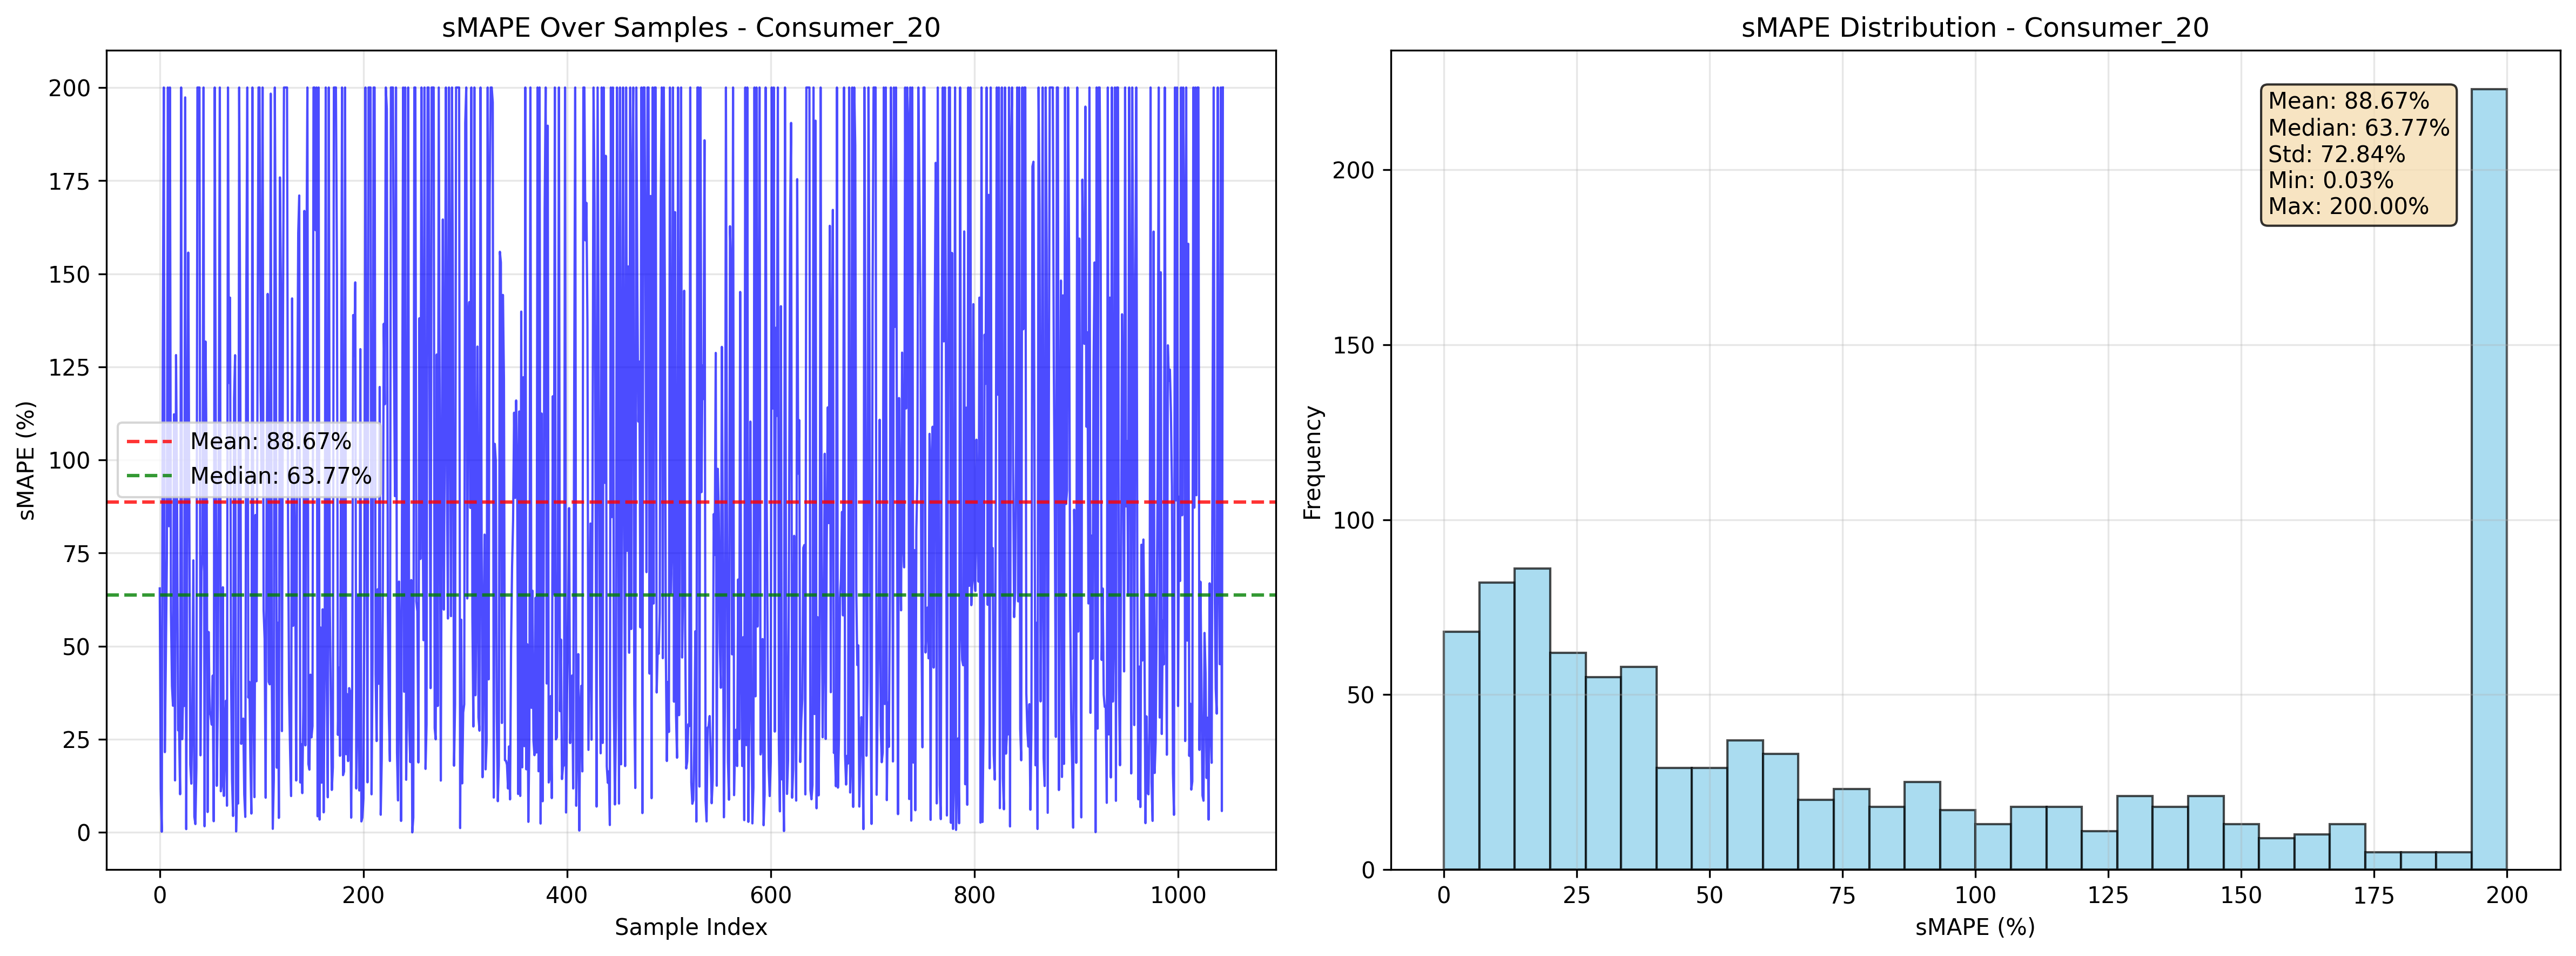 sMAPE Over Samples - Consumer_20
sMAPE (%)
200
175
150
125
100
75
50
25
0
Mean: 88.67%
Median: 63.77%
0
200
400
600
800
1000
Sample Index
sMAPE Distribution - Consumer_20
Frequency
200
150
100
50
0
Mean: 88.67%
Median: 63.77%
Std: 72.84%
Min: 0.03%
Max: 200.00%
0
25
50
75
100
125
150
175
200
sMAPE (%)